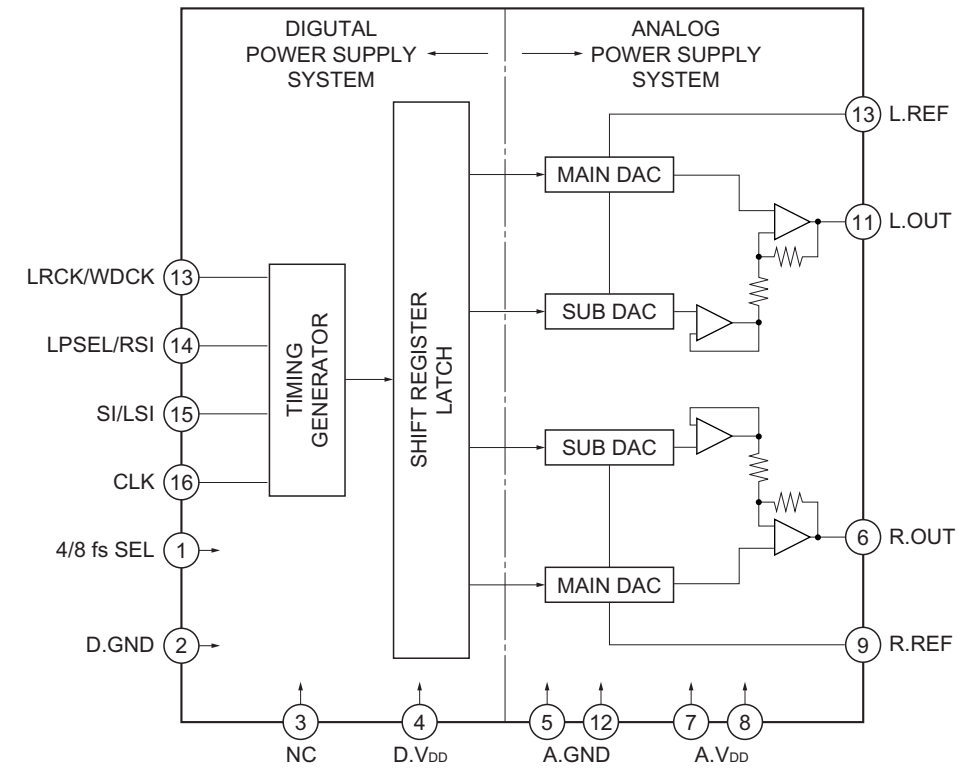 DIGUTAL
POWER SUPPLY
SYSTEM
ANALOG
POWER SUPPLY
SYSTEM
13 L.REF
MAIN DAC
11 L.OUT
LRCK/WDCK 13
SUB DAC
LPSEL/RSI 14
TIMING
GENERATOR
SHIFT REGISTER
LATCH
SI/LSI 15
SUB DAC
CLK 16
4/8 fs SEL 1
6 R.OUT
MAIN DAC
D.GND 2
9 R.REF
3 4 5 12 7 8
NC D.VDD A.GND A.VDD